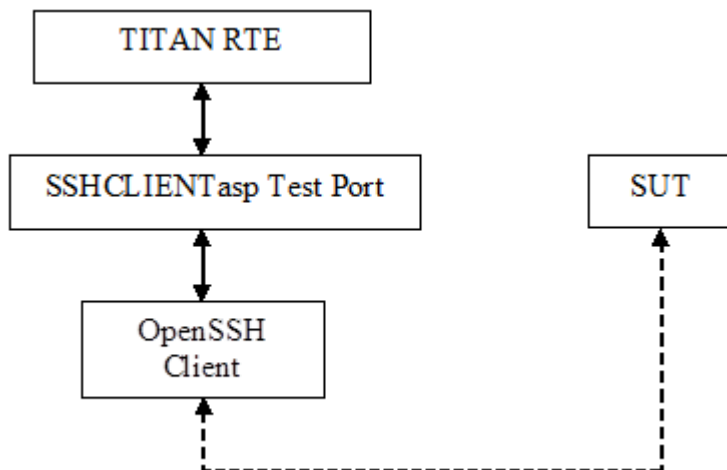 TITAN RTE
SSHCLIENTasp Test Port
SUT
OpenSSH
Client